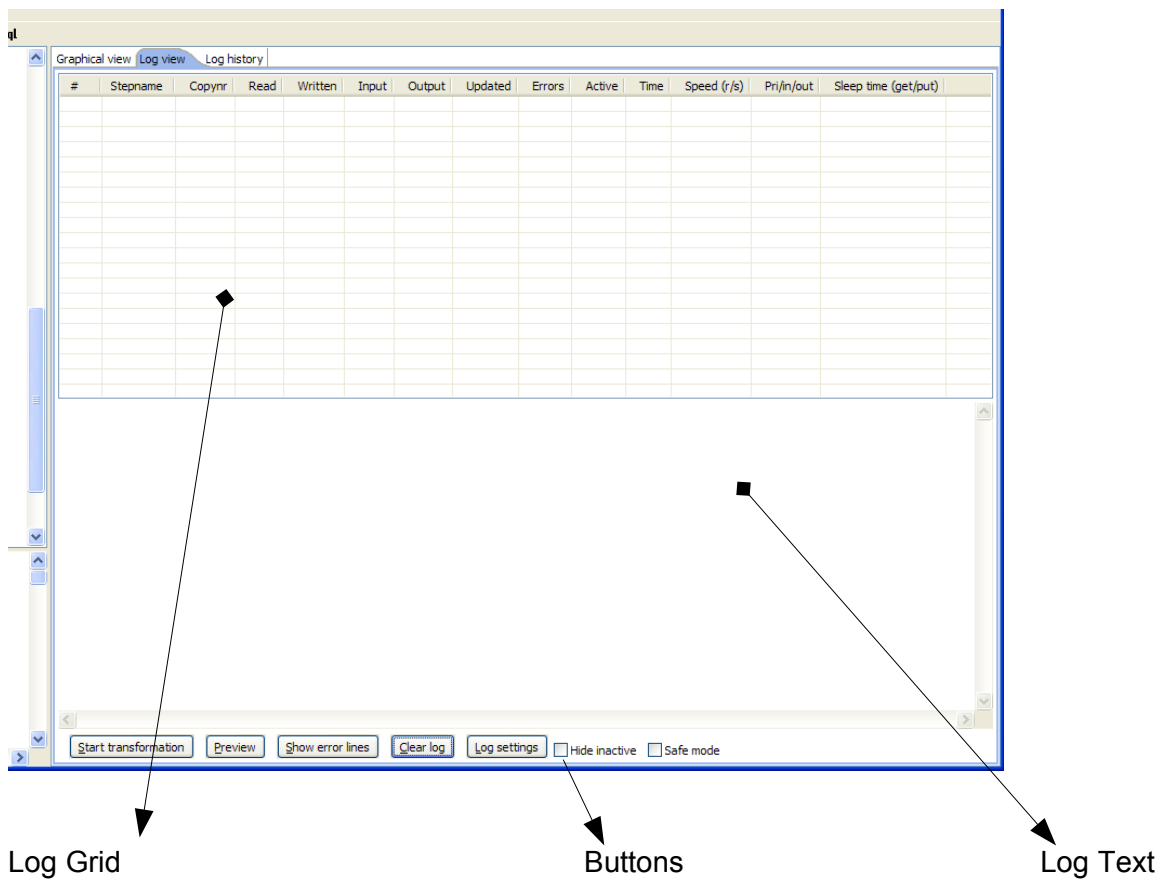 ql
Graphical view Log view Log history
# Stepname Copynr Read Written Input Output Updated Errors Active Time Speed (r/s) Pri/in/out Sleep time (get/put)
Start transformation Preview Show error lines Clear log Log settings Hide inactive Safe mode
Log Grid Buttons Log Text